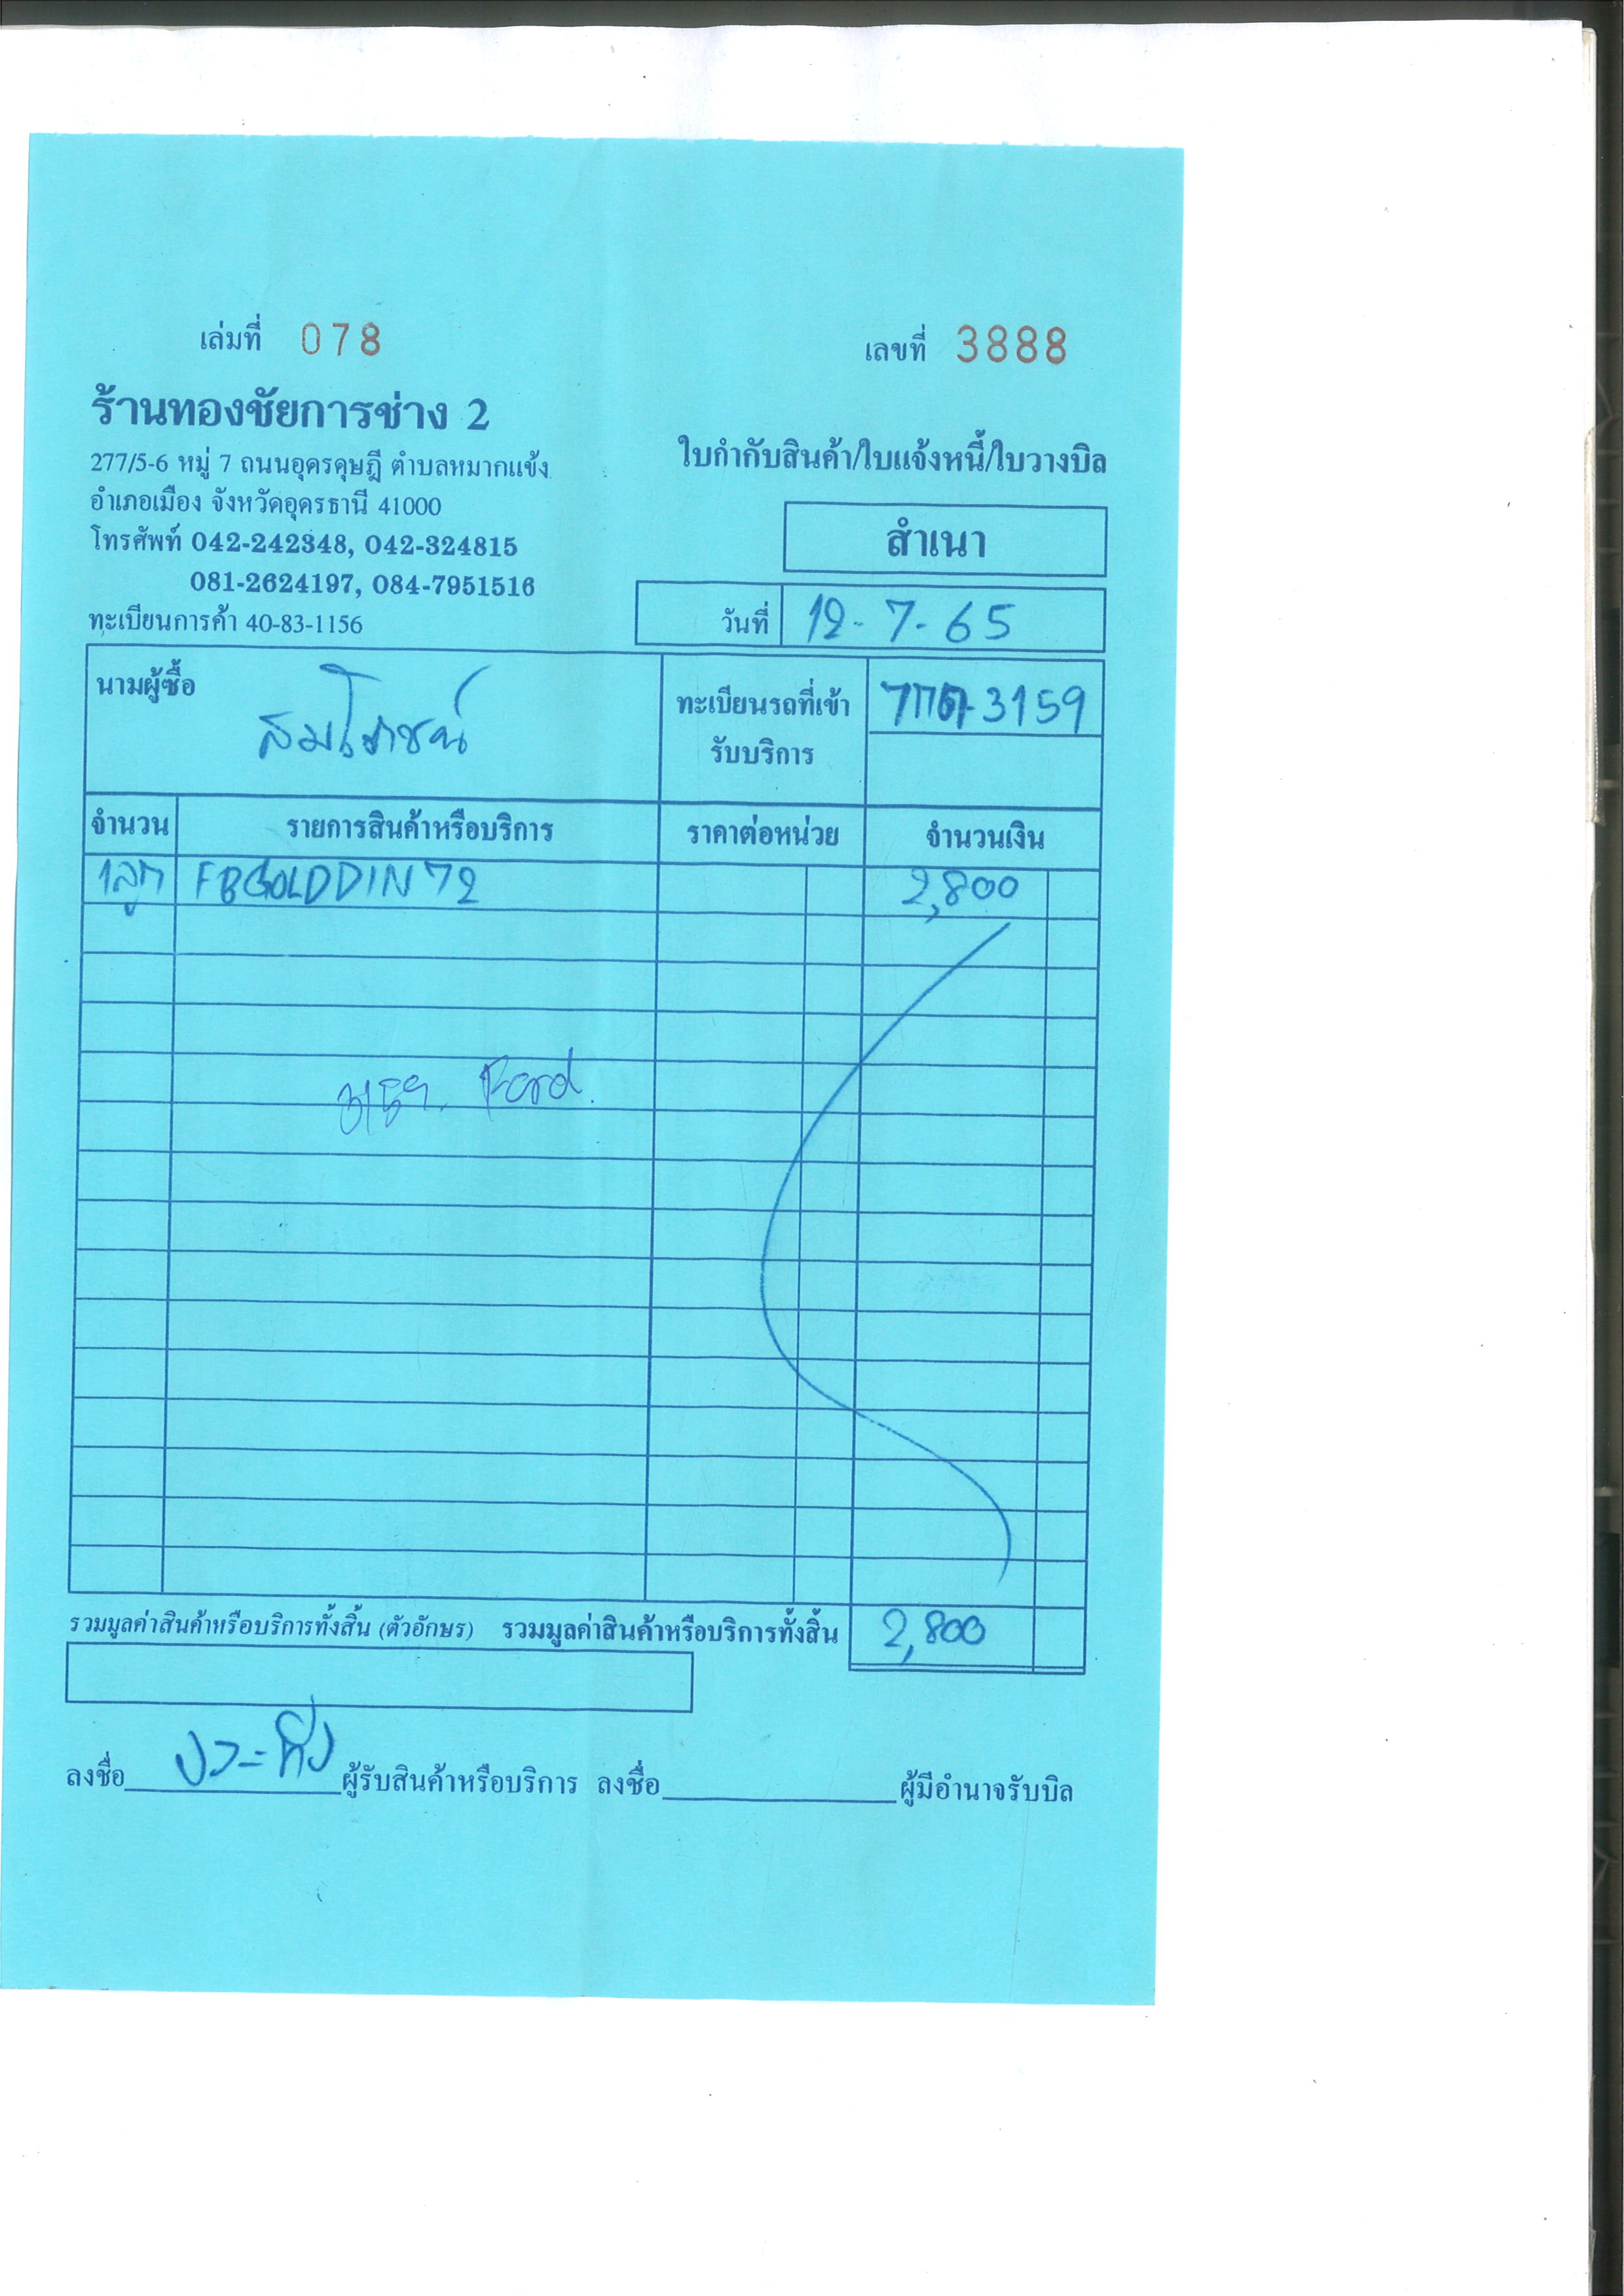 เล่มที่ 078
เลขที่ 3888
ร้านทองชัยการช่าง 2
277/5-6 หมู่ 7 ถนนอุดรดุษฎี ตำบลหมากแข้ง
อำเภอเมือง จังหวัดอุดรธานี 41000
โทรศัพท์ 042-242348, 042-324815
081-2624197, 084-7951516
ทะเบียนการค้า 40-83-1156
ใบกำกับสินค้า/ใบแจ้งหนี้/ใบวางบิล
สำเนา
วันที่ 12-7-65
นามผู้ซื้อ สมโภชน์
ทะเบียนรถที่เข้ารับบริการ 3159
จำนวน รายการสินค้าหรือบริการ ราคาต่อหน่วย จำนวนเงิน
1ลูก FBGOLD DIN 72 2,800
Ford.
รวมมูลค่าสินค้าหรือบริการทั้งสิ้น (ตัวอักษร) รวมมูลค่าสินค้าหรือบริการทั้งสิ้น 2,800
ลงชื่อ ผู้รับสินค้าหรือบริการ ลงชื่อ ผู้มีอำนาจรับบิล